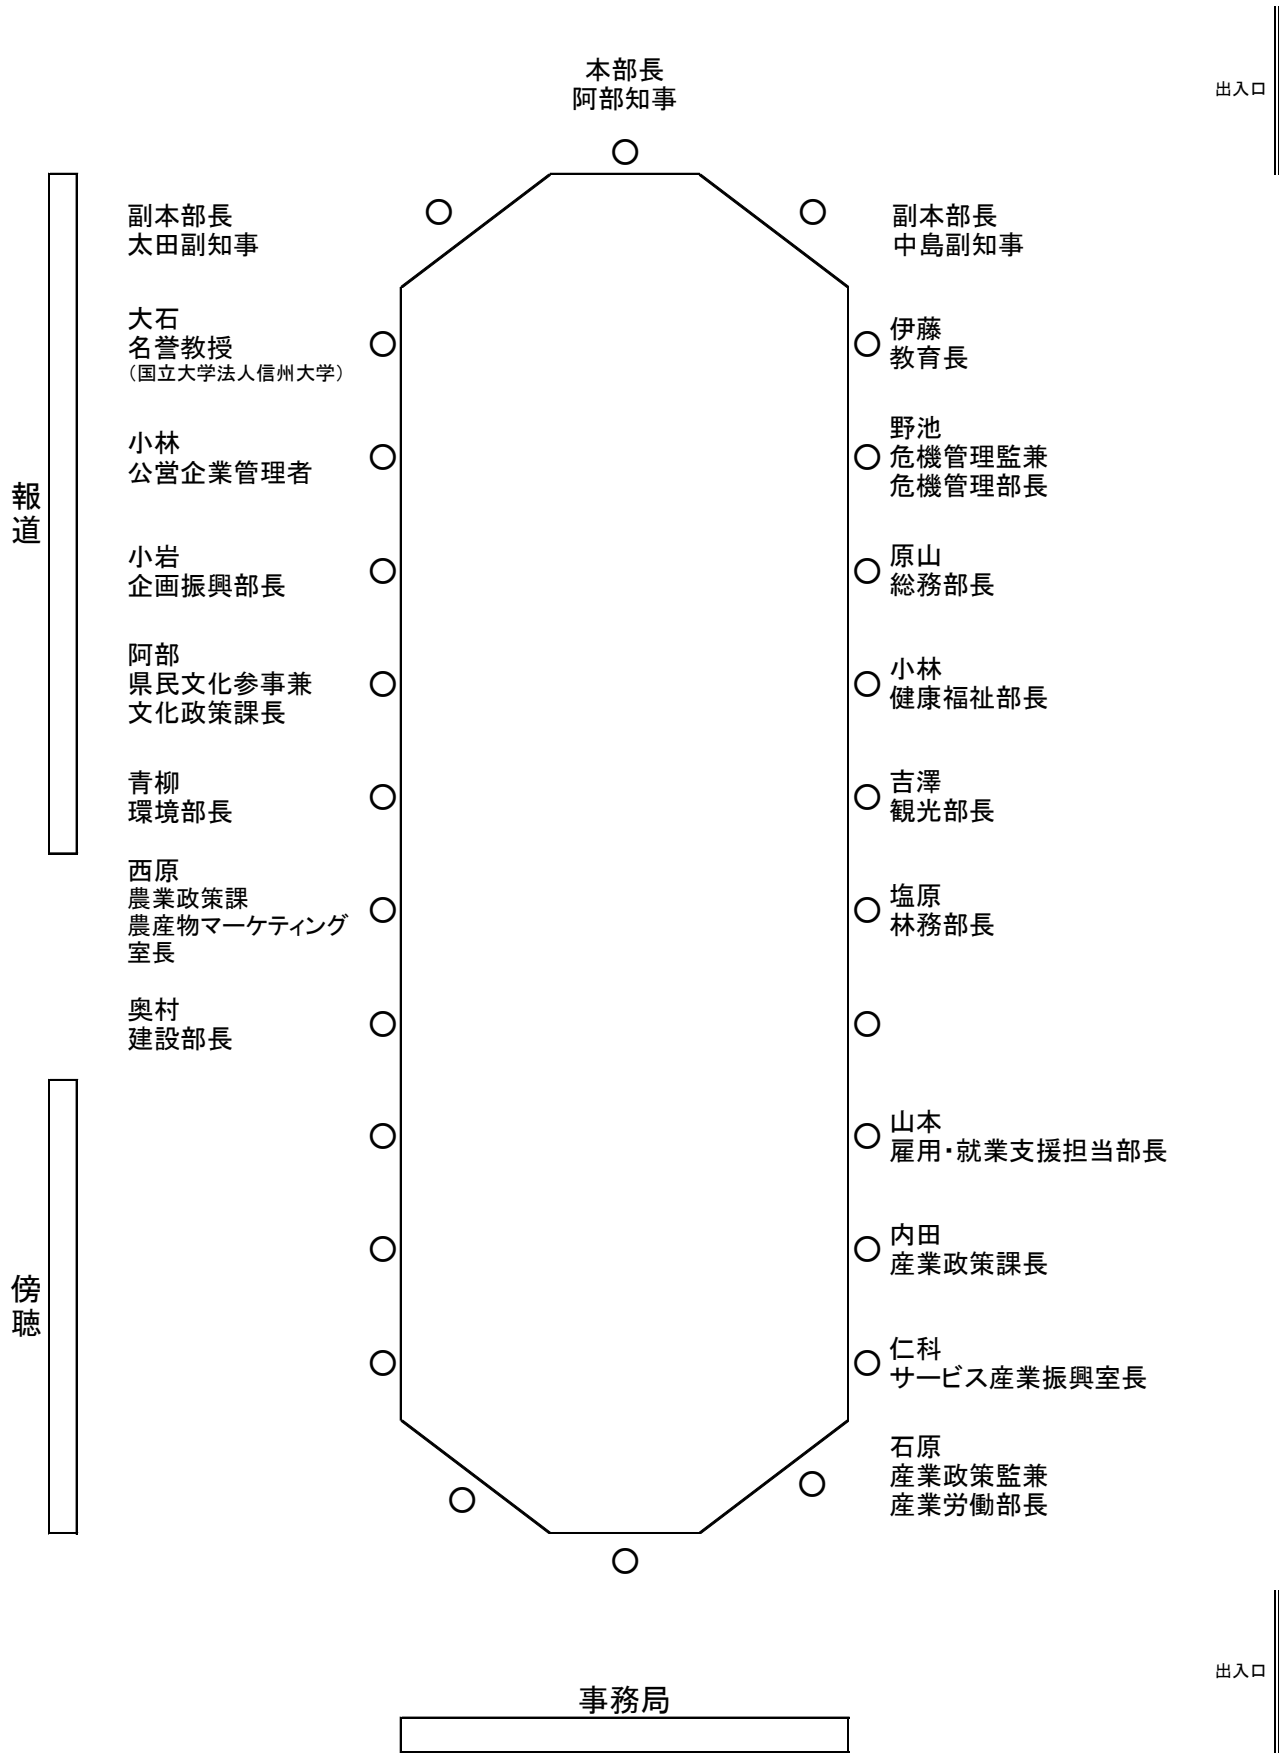 本部長
阿部知事
出入口
副本部長
太田副知事
副本部長
中島副知事
大石
名誉教授
（国立大学法人信州大学）
伊藤
教育長
小林
公営企業管理者
野池
危機管理監兼
危機管理部長
報道
小岩
企画振興部長
原山
総務部長
阿部
県民文化参事兼
文化政策課長
小林
健康福祉部長
青柳
環境部長
吉澤
観光部長
西原
農業政策課
農産物マーケティング
室長
塩原
林務部長
奥村
建設部長
山本
雇用・就業支援担当部長
傍聴
内田
産業政策課長
仁科
サービス産業振興室長
石原
産業政策監兼
産業労働部長
出入口
事務局